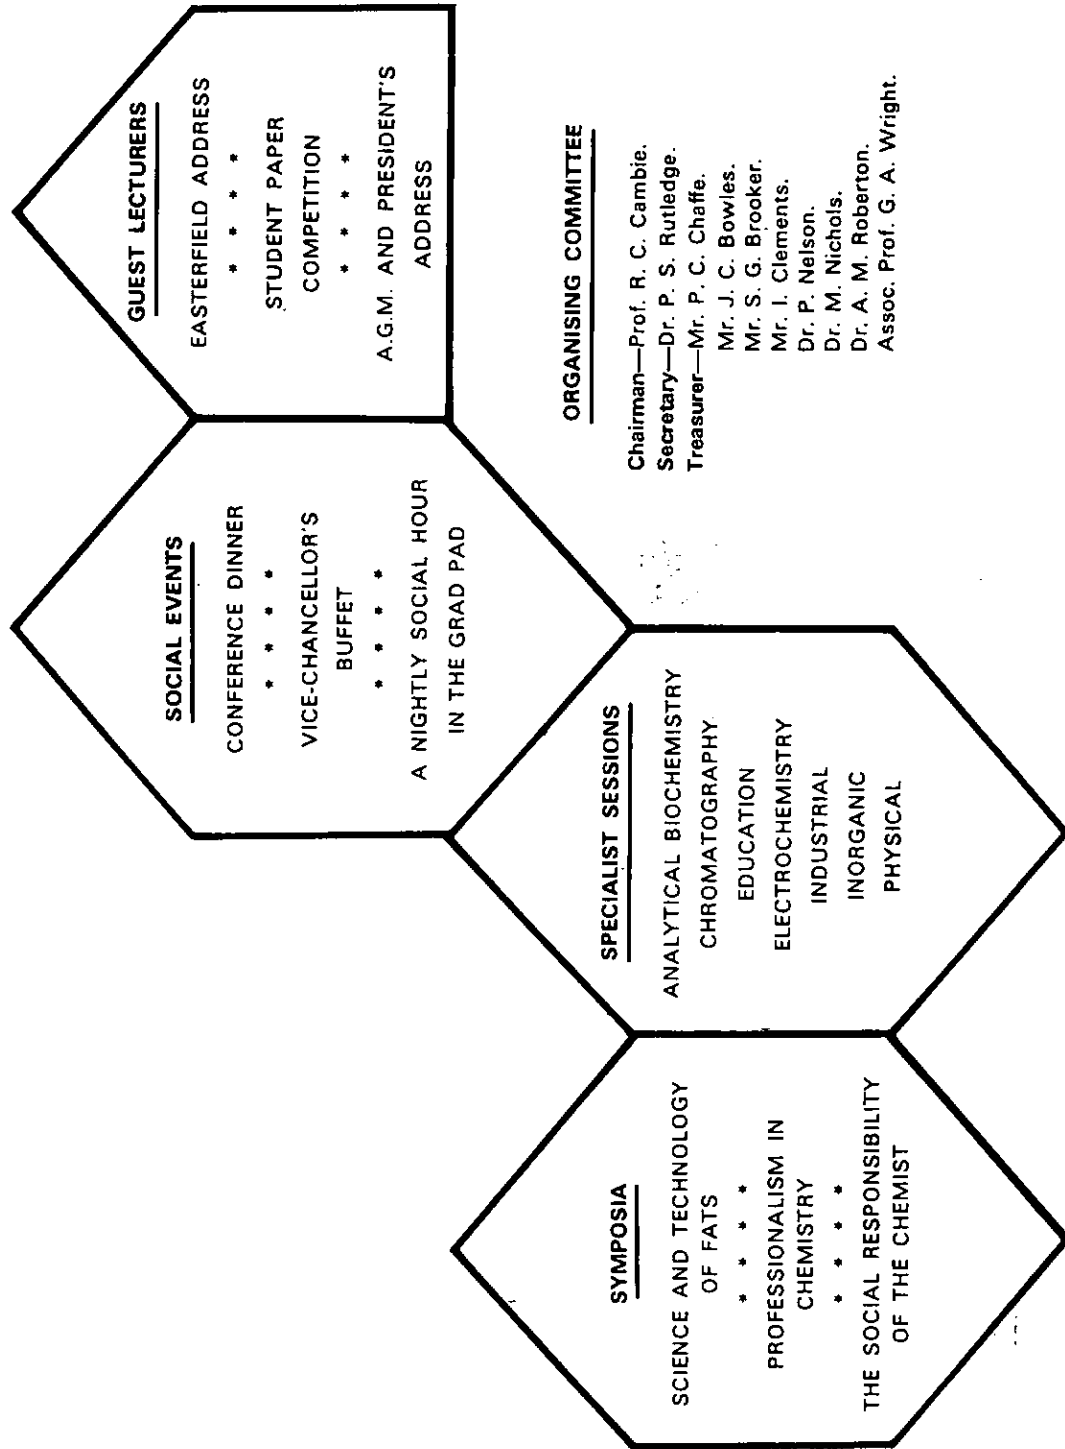 GUEST LECTURERS
EASTERFIELD ADDRESS
* * * *
STUDENT PAPER
COMPETITION
* * * *
A.G.M. AND PRESIDENT'S
ADDRESS
SOCIAL EVENTS
CONFERENCE DINNER
* * * *
VICE-CHANCELLOR'S
BUFFET
* * * *
A NIGHTLY SOCIAL HOUR
IN THE GRAD PAD
SYMPOSIA
SCIENCE AND TECHNOLOGY
OF FATS
* * * *
PROFESSIONALISM IN
CHEMISTRY
* * * *
THE SOCIAL RESPONSIBILITY
OF THE CHEMIST
SPECIALIST SESSIONS
ANALYTICAL BIOCHEMISTRY
CHROMATOGRAPHY
EDUCATION
ELECTROCHEMISTRY
INDUSTRIAL
INORGANIC
PHYSICAL
ORGANISING COMMITTEE
Chairman—Prof. R. C. Cambie.
Secretary—Dr. P. S. Rutledge.
Treasurer—Mr. P. C. Chaffe.
Mr. J. C. Bowles.
Mr. S. G. Brooker.
Mr. I. Clements.
Dr. P. Nelson.
Dr. M. Nichols.
Dr. A. M. Roberton.
Assoc. Prof. G. A. Wright.